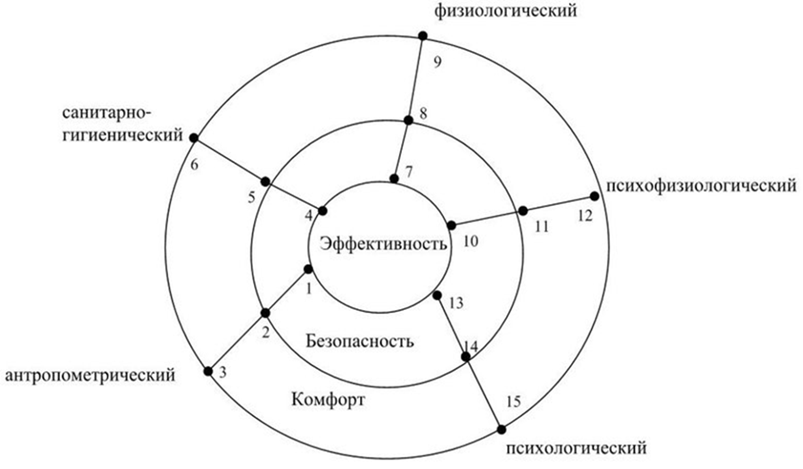 физиологический
9
санитарно-
гигиенический
6
8
5
7
4
психофизиологический
12
11
10
Эффективность
1
13
2
Безопасность
14
антропометрический
3
Комфорт
15
психологический